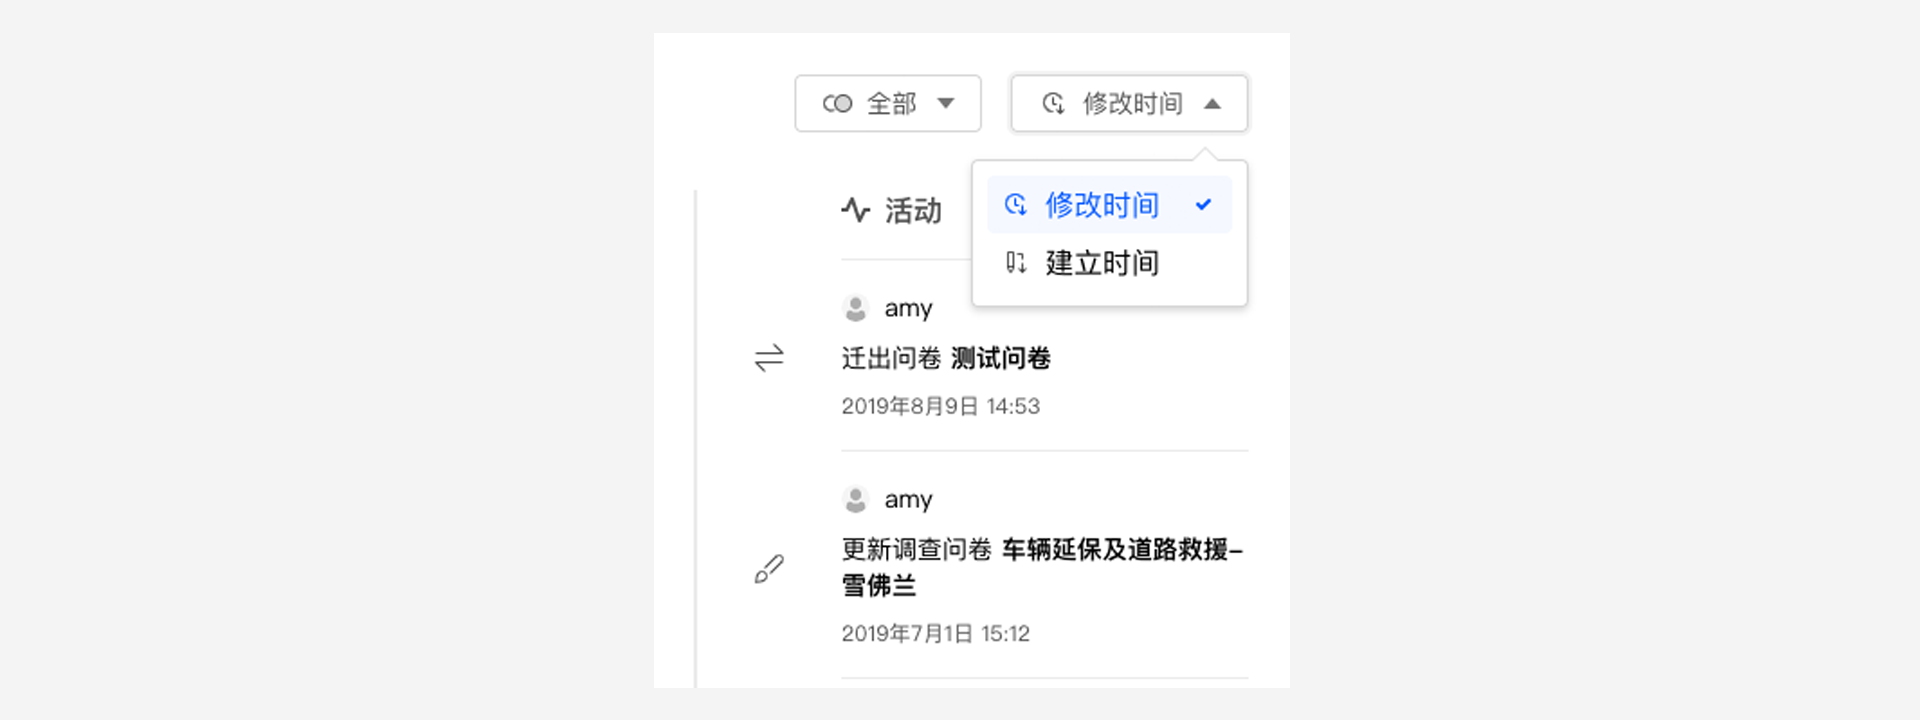 全部
修改时间
修改时间
建立时间
活动
amy
迁出问卷 测试问卷
2019年8月9日 14:53
amy
更新调查问卷 车辆延保及道路救援–
雪佛兰
2019年7月1日 15:12